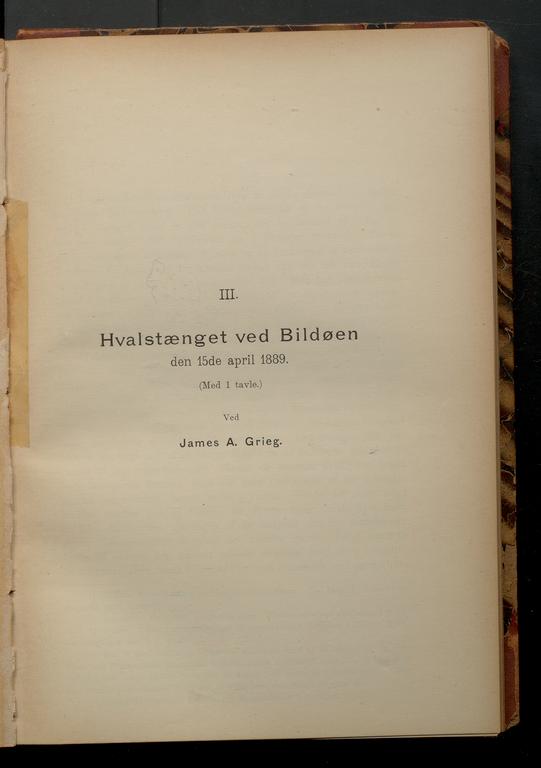 III.
Hvalstænget ved Bildøen
den 15de april 1889.
(Med 1 tavle.)
Ved
James A. Grieg.